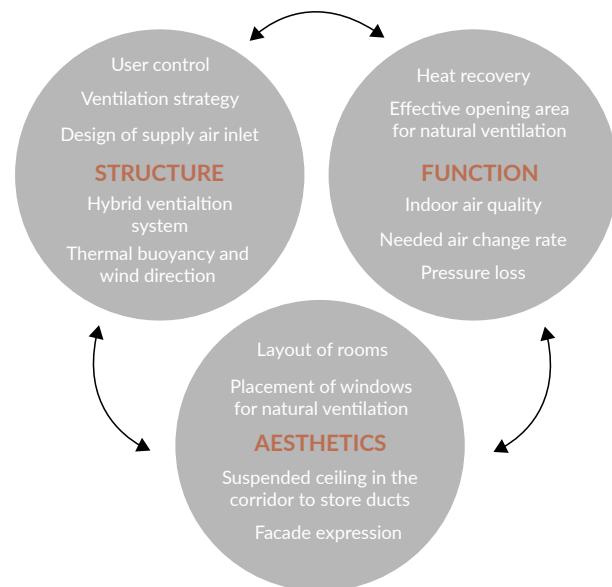 User control
Ventilation strategy
Design of supply air inlet
STRUCTURE
Hybrid ventialtion
system
Thermal buoyancy and
wind direction
Heat recovery
Effective opening area
for natural ventilation
FUNCTION
Indoor air quality
Needed air change rate
Pressure loss
Layout of rooms
Placement of windows
for natural ventilation
AESTHETICS
Suspended ceiling in the
corridor to store ducts
Facade expression